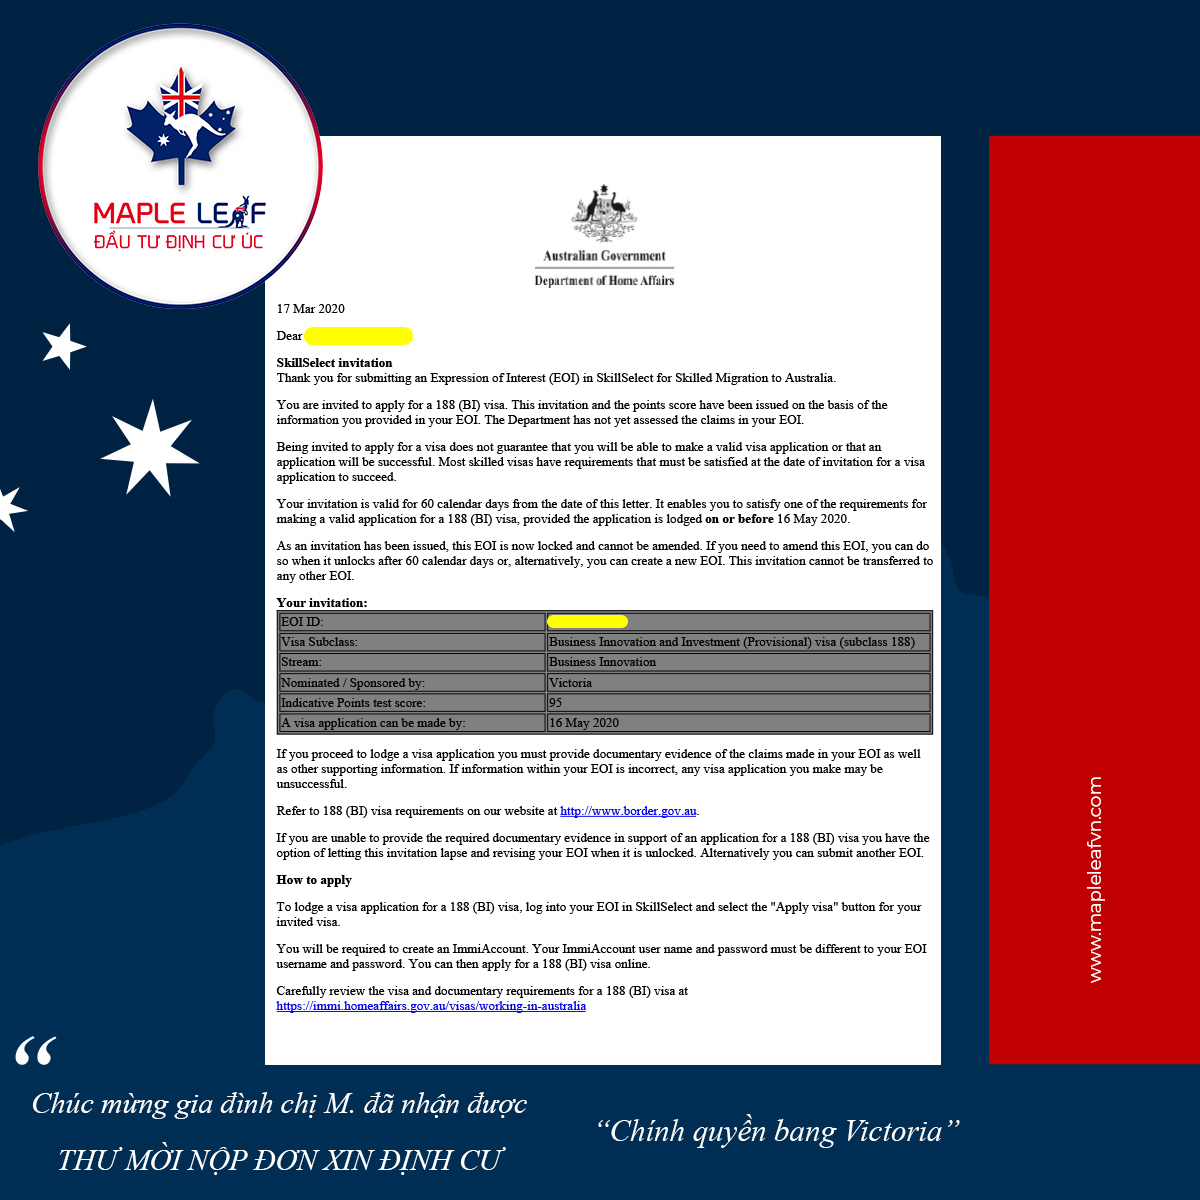 MAPLE LEAF
ĐẦU TƯ ĐỊNH CƯ ÚC
Australian Government
Department of Home Affairs
17 Mar 2020
Dear
SkillSelect invitation
Thank you for submitting an Expression of Interest (EOI) in SkillSelect for Skilled Migration to Australia.
You are invited to apply for a 188 (BI) visa. This invitation and the points score have been issued on the basis of the
information you provided in your EOI. The Department has not yet assessed the claims in your EOI.
Being invited to apply for a visa does not guarantee that you will be able to make a valid visa application or that an
application will be successful. Most skilled visas have requirements that must be satisfied at the date of invitation for a visa
application to succeed.
Your invitation is valid for 60 calendar days from the date of this letter. It enables you to satisfy one of the requirements for
making a valid application for a 188 (BI) visa, provided the application is lodged on or before 16 May 2020.
As an invitation has been issued, this EOI is now locked and cannot be amended. If you need to amend this EOI, you can do
so when it unlocks after 60 calendar days or, alternatively, you can create a new EOI. This invitation cannot be transferred to
any other EOI.
Your invitation:
EOI ID:
Visa Subclass: Business Innovation and Investment (Provisional) visa (subclass 188)
Stream: Business Innovation
Nominated / Sponsored by: Victoria
Indicative Points test score: 95
A visa application can be made by: 16 May 2020
If you proceed to lodge a visa application you must provide documentary evidence of the claims made in your EOI as well
as other supporting information. If information within your EOI is incorrect, any visa application you make may be
unsuccessful.
Refer to 188 (BI) visa requirements on our website at http://www.border.gov.au.
If you are unable to provide the required documentary evidence in support of an application for a 188 (BI) visa you have the
option of letting this invitation lapse and revising your EOI when it is unlocked. Alternatively you can submit another EOI.
How to apply
To lodge a visa application for a 188 (BI) visa, log into your EOI in SkillSelect and select the "Apply visa" button for your
invited visa.
You will be required to create an ImmiAccount. Your ImmiAccount user name and password must be different to your EOI
username and password. You can then apply for a 188 (BI) visa online.
Carefully review the visa and documentary requirements for a 188 (BI) visa at
https://immi.homeaffairs.gov.au/visas/working-in-australia
www.mapleleafvn.com
“
Chúc mừng gia đình chị M. đã nhận được
THƯ MỜI NỘP ĐƠN XIN ĐỊNH CƯ
“Chính quyền bang Victoria”